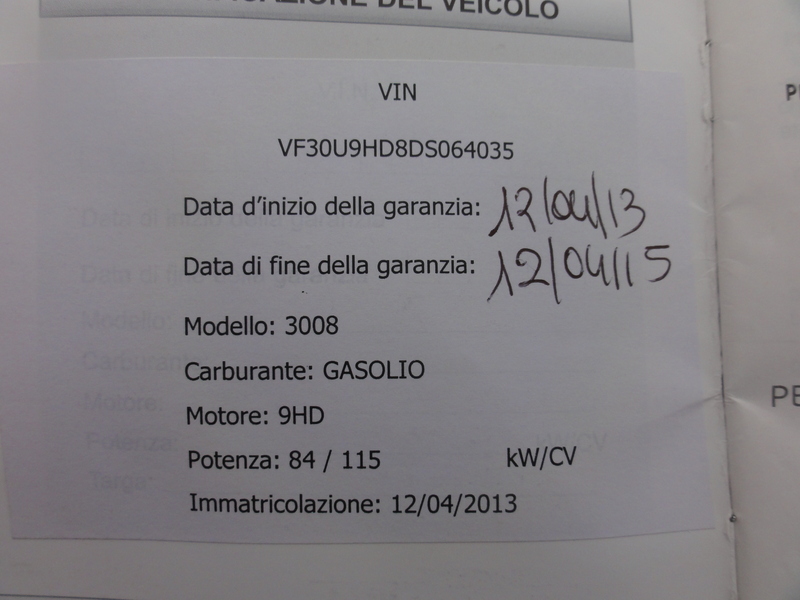 DEL VEICOLO
VIN
VF30U9HD8DS064035
Data d'inizio della garanzia: 12/04/13
Data di fine della garanzia: 12/04/15
Modello: 3008
Carburante: GASOLIO
Motore: 9HD
Potenza: 84 / 115 kW/CV
Immatricolazione: 12/04/2013